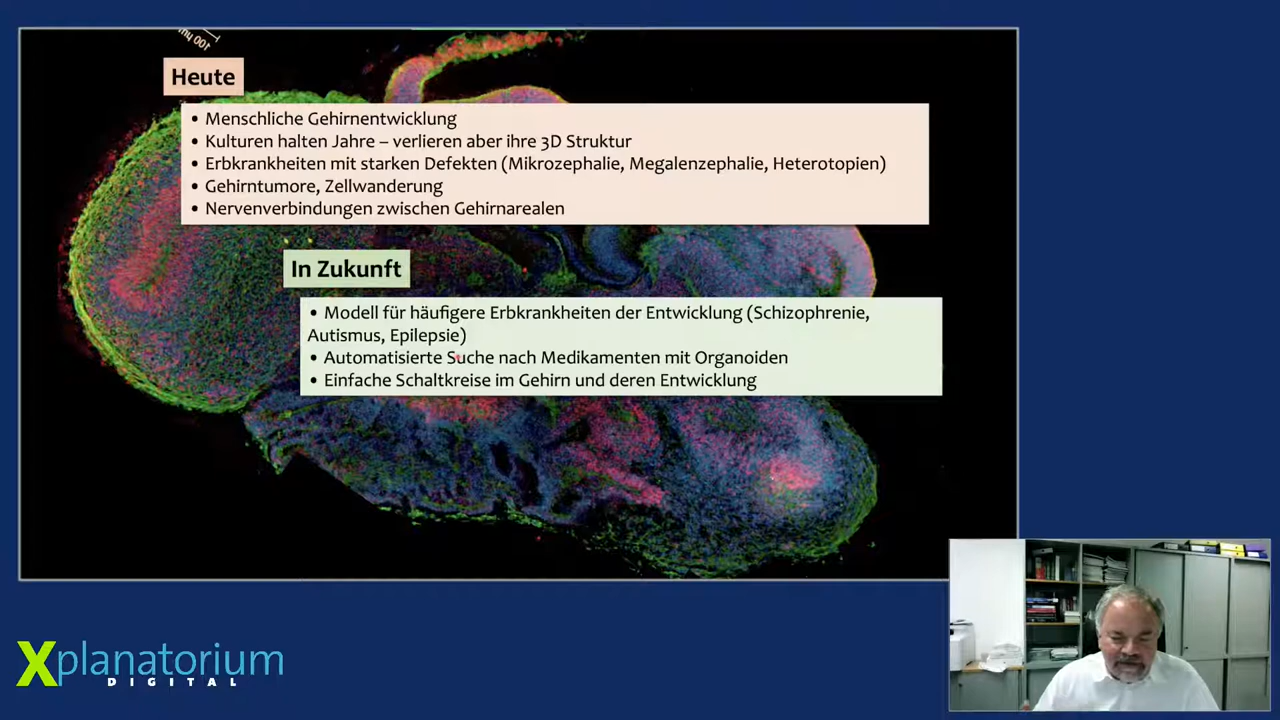 100 hµ
Heute
• Menschliche Gehirnentwicklung
• Kulturen halten Jahre – verlieren aber ihre 3D Struktur
• Erbkrankheiten mit starken Defekten (Mikrozephalie, Megalenzephalie, Heterotopien)
• Gehirntumore, Zellwanderung
• Nervenverbindungen zwischen Gehirnarealen
In Zukunft
• Modell für häufigere Erbkrankheiten der Entwicklung (Schizophrenie,
Autismus, Epilepsie)
• Automatisierte Suche nach Medikamenten mit Organoiden
• Einfache Schaltkreise im Gehirn und deren Entwicklung
Xplanatorium
DIGITAL